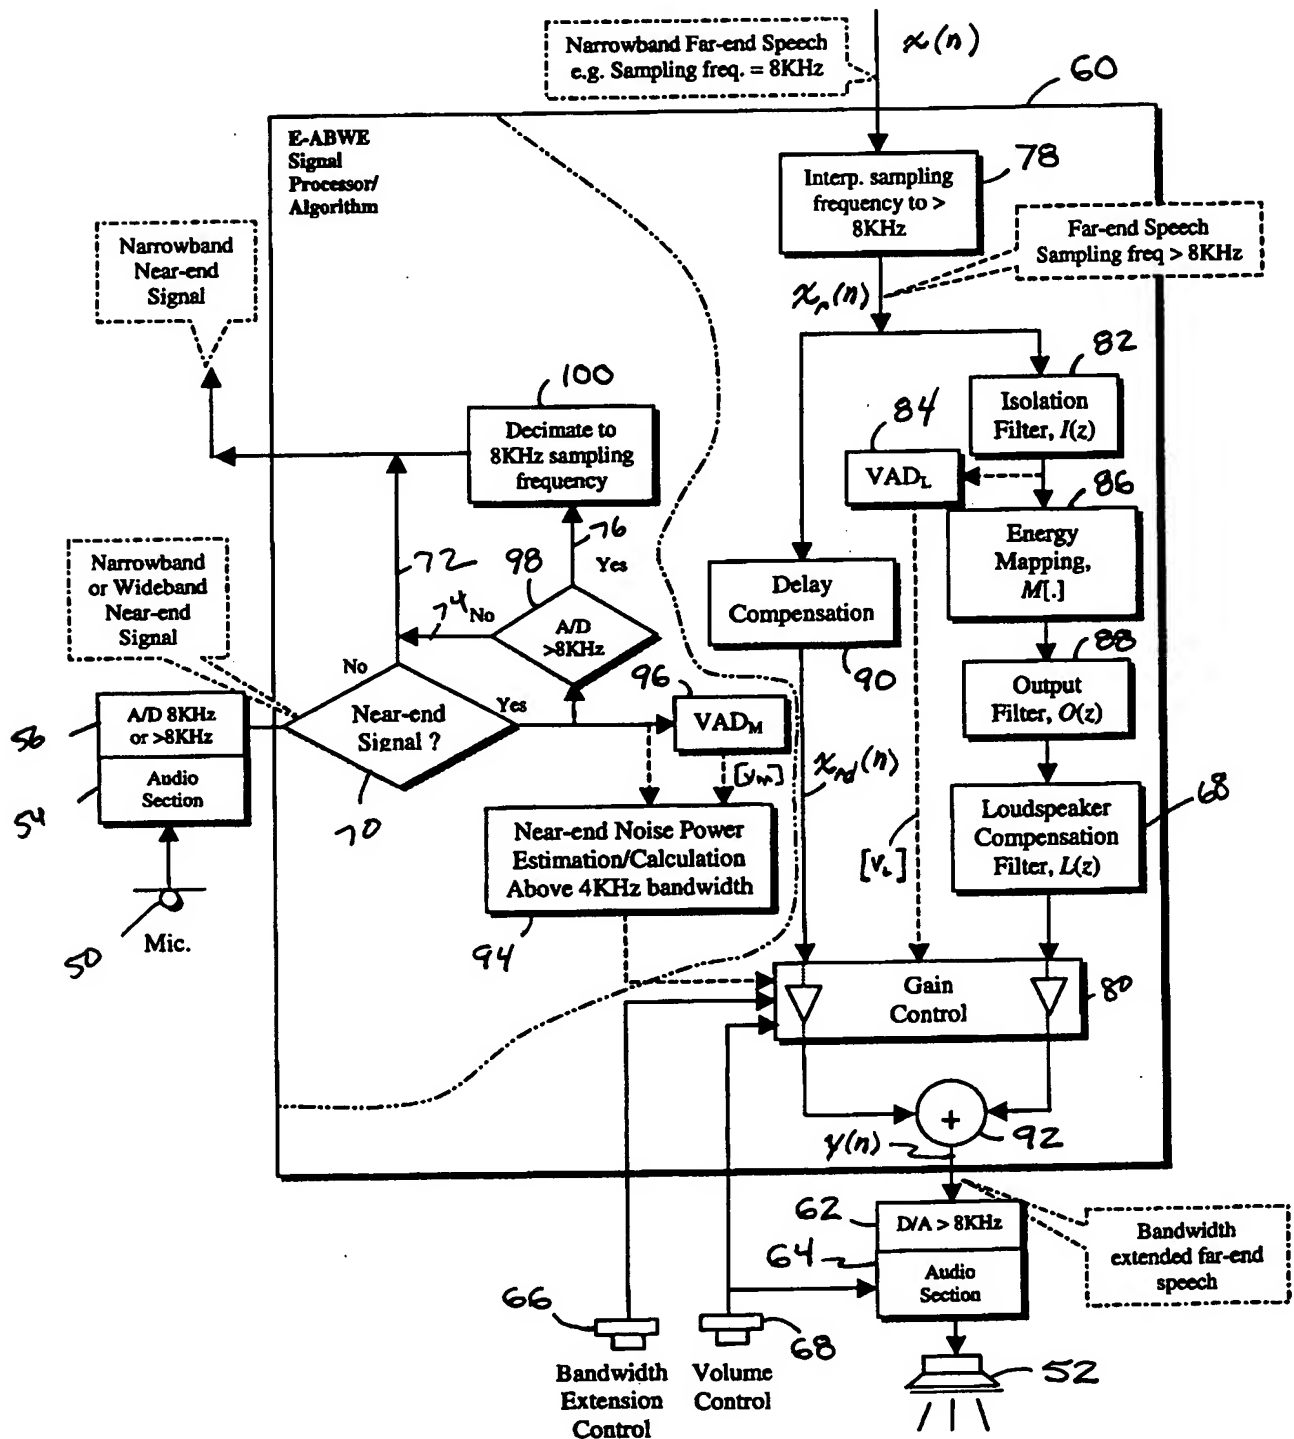 Narrowband Far-end Speech
e.g. Sampling freq. = 8KHz
x(n)
60
E-ABWE
Signal
Processor/
Algorithm
78
Interp. sampling
frequency to >
8KHz
Far-end Speech
Sampling freq > 8KHz
Narrowband
Near-end
Signal
xr(n)
82
100
84
Isolation
Filter, I(z)
Decimate to
8KHz sampling
frequency
VADL
86
Energy
Mapping,
M[.]
76
Yes
72
98
Narrowband
or Wideband
Near-end
Signal
Delay
Compensation
74
No
A/D
>8KHz
88
90
No
96
Output
Filter, O(z)
Yes
56
A/D 8KHz
or >8KHz
Near-end
Signal ?
VADM
[VM]
xrd(n)
54
Audio
Section
70
68
Near-end Noise Power
Estimation/Calculation
Above 4KHz bandwidth
Loudspeaker
Compensation
Filter, L(z)
[VL]
50
Mic.
94
Gain
Control
80
+
92
y(n)
62
D/A > 8KHz
Bandwidth
extended far-end
speech
64
Audio
Section
66
68
52
Bandwidth
Extension
Control
Volume
Control